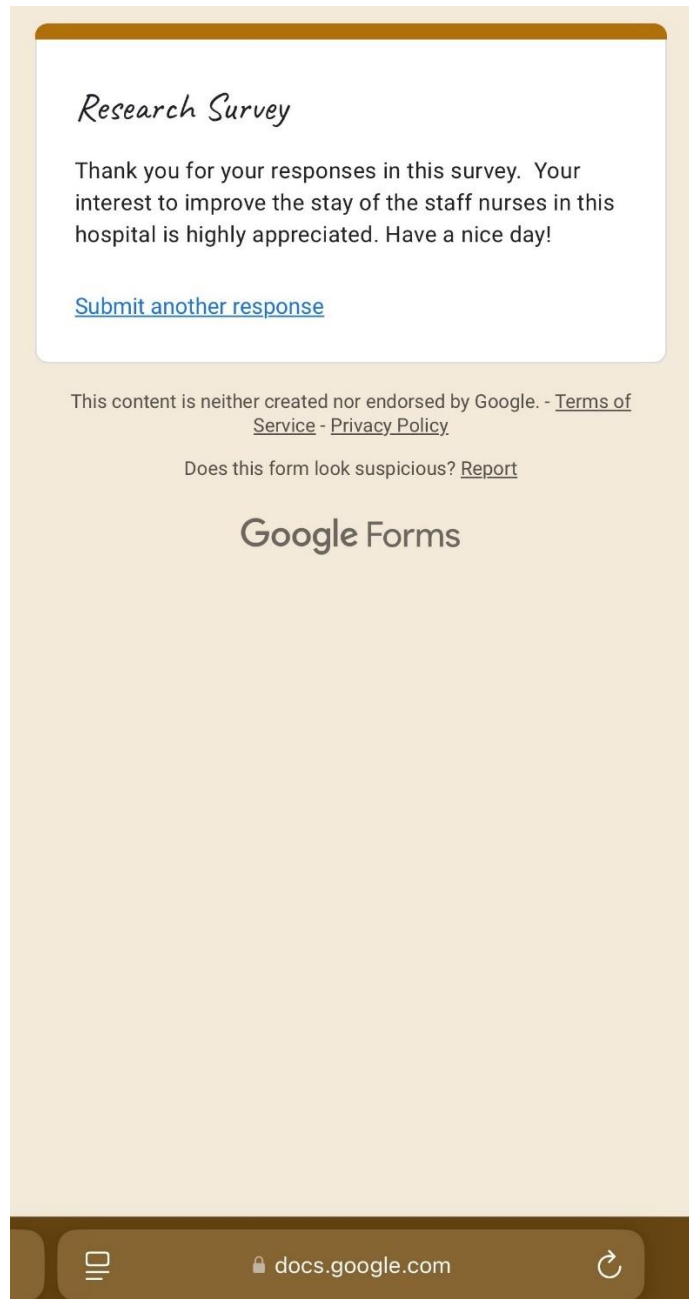 Research Survey
Thank you for your responses in this survey.  Your
interest to improve the stay of the staff nurses in this
hospital is highly appreciated. Have a nice day!
Submit another response
This content is neither created nor endorsed by Google. - Terms of
Service - Privacy Policy
Does this form look suspicious? Report
Google Forms
docs.google.com